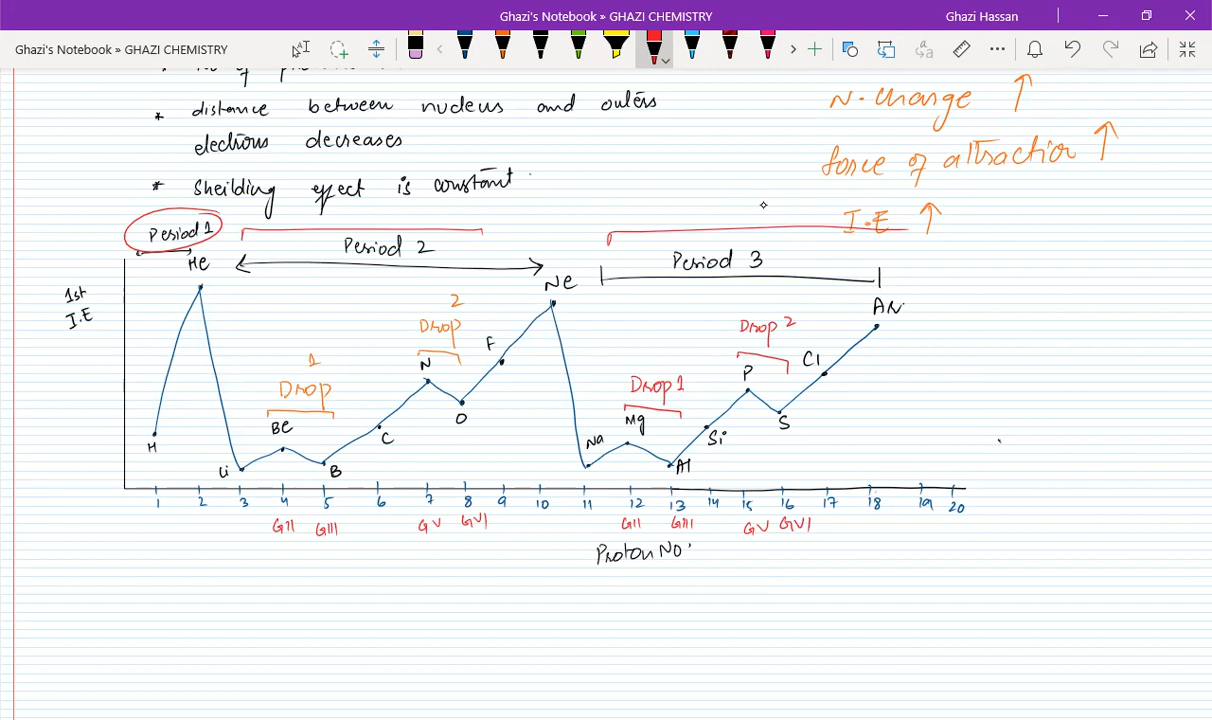 Ghazi's Notebook » GHAZI CHEMISTRY
Ghazi Hassan
Ghazi's Notebook » GHAZI CHEMISTRY
* distance between nucleus and outers
electrons decreases
* Sheilding effect is constant
N. Charge ↑
force of attraction ↑
I.E ↑
Period 1
Period 2
Period 3
1st
I.E
He
Ne
AN
2
Drop
Drop 2
F
N
Cl
P
1
Drop
Drop 1
Be
O
C
Mg
S
Si
H
Li
B
Na
Al
1 2 3 4 5 6 7 8 9 10 11 12 13 14 15 16 17 18 19 20
GII GIII GV GVI GII GIII GV GVI
Proton No.